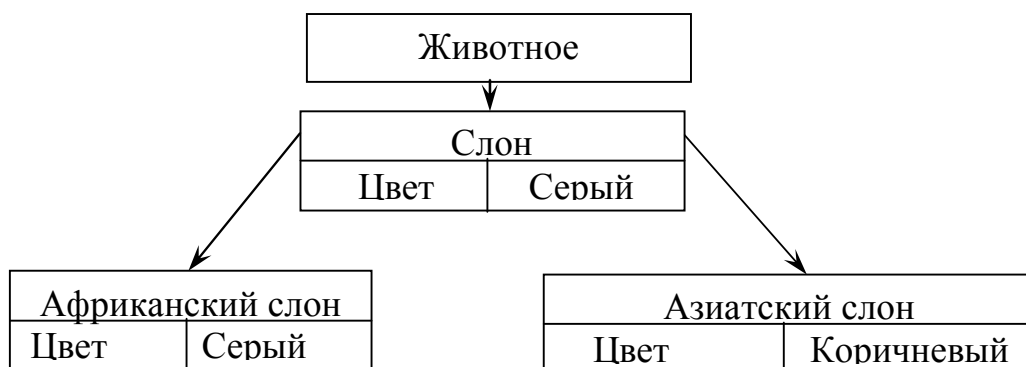 Животное
Слон
Цвет Серый
Африканский слон
Цвет Серый
Азиатский слон
Цвет Коричневый